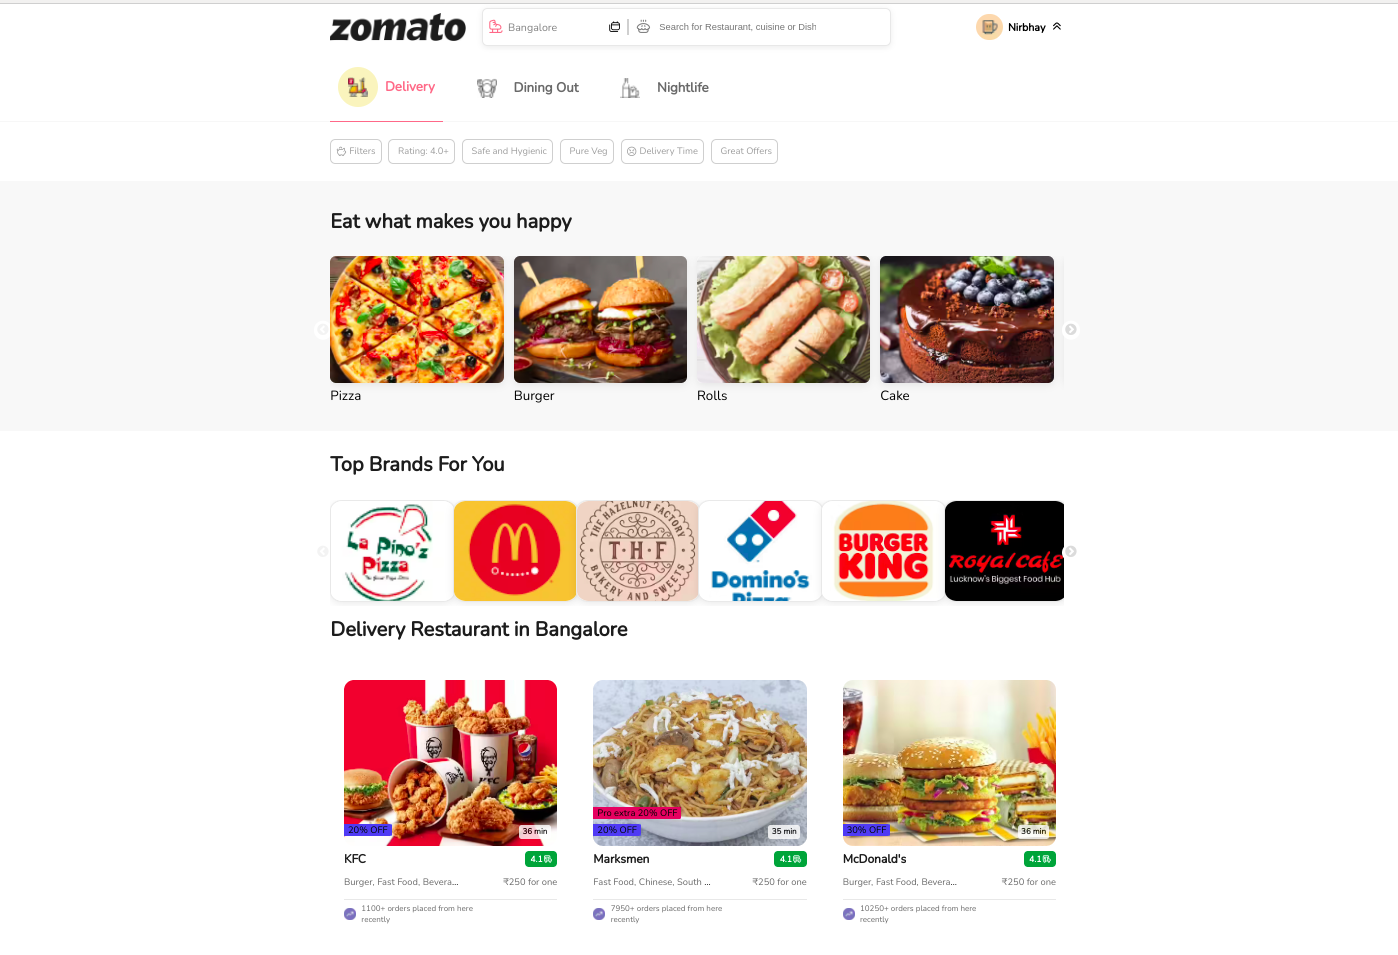 zomato
Bangalore
Search for Restaurant, cuisine or Dish
Nirbhay
Delivery
Dining Out
Nightlife
Filters
Rating: 4.0+
Safe and Hygienic
Pure Veg
Delivery Time
Great Offers
Eat what makes you happy
Pizza
Burger
Rolls
Cake
Top Brands For You
La Pino'z
Pizza
THE HAZELNUT FACTORY
T·H·F
BAKERY AND SWEETS
Domino's
Pizza
BURGER
KING
Royal Cafe
Lucknow's Biggest Food Hub
Delivery Restaurant in Bangalore
KFC
20% OFF
36 min
KFC
4.1
Burger, Fast Food, Bevera...
₹250 for one
1100+ orders placed from here
recently
Pro extra 20% OFF
20% OFF
35 min
Marksmen
4.1
Fast Food, Chinese, South ...
₹250 for one
7950+ orders placed from here
recently
30% OFF
36 min
McDonald's
4.1
Burger, Fast Food, Bevera...
₹250 for one
10250+ orders placed from here
recently